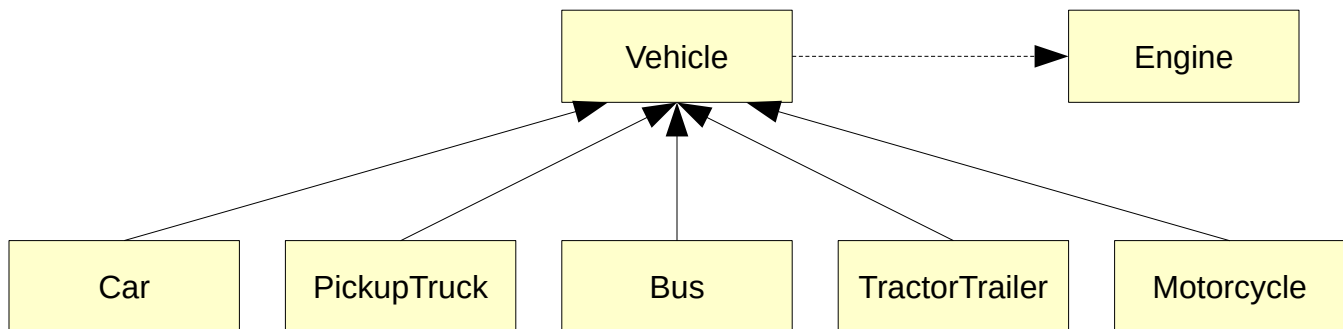 Vehicle
Engine
Car
PickupTruck
Bus
TractorTrailer
Motorcycle